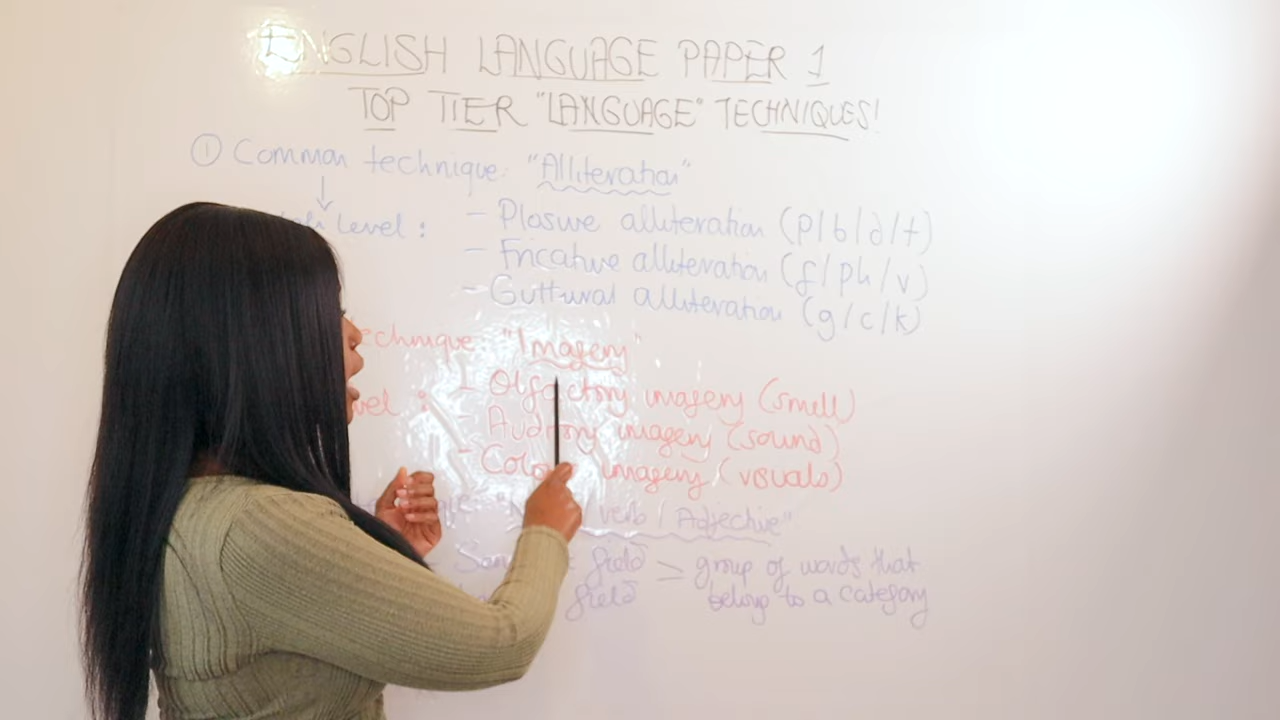 ENGLISH LANGUAGE PAPER 1
TOP TIER "LANGUAGE" TECHNIQUES!
① Common technique: "Alliteration"
↓
Level : - Plosive alliteration (p/b/d/t)
- Fricative alliteration (f/ph/v)
- Guttural alliteration (g/c/k)
technique "Imagery"
: - Olfactory imagery (smell)
- Auditory imagery (sound)
- imagery (visuals)
verb / Adjective"
- field = group of words that
field belong to a category